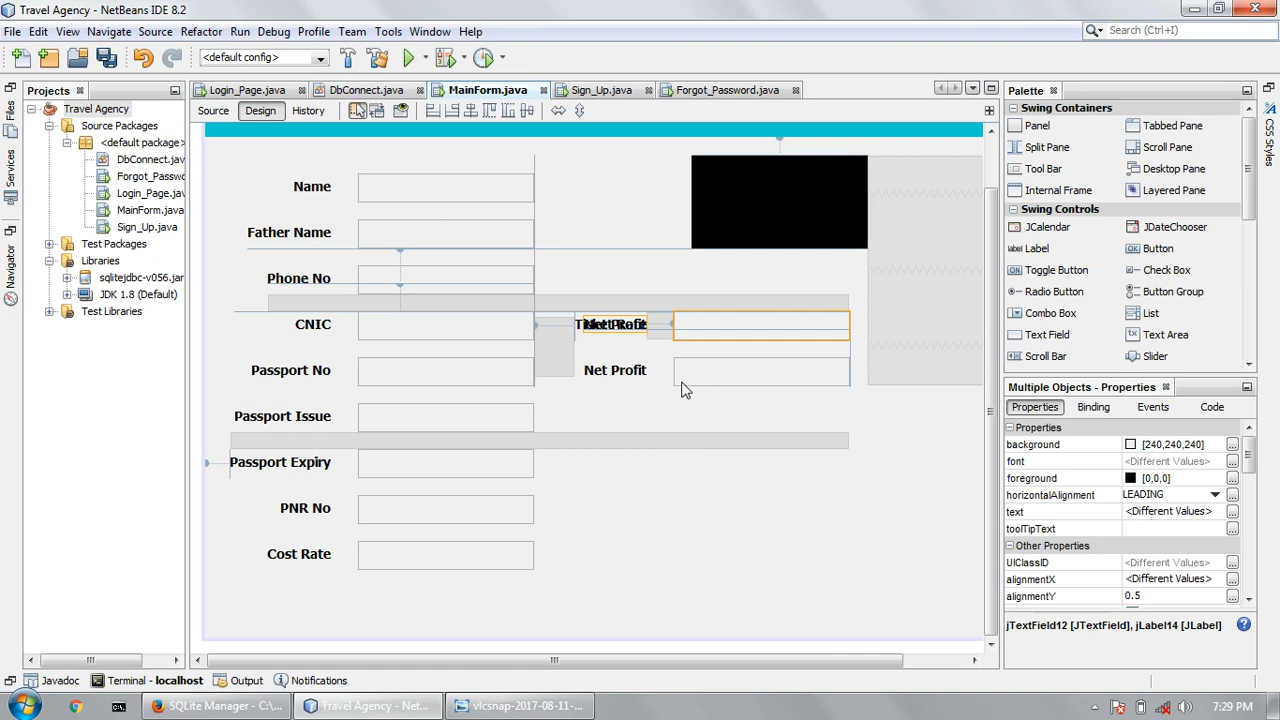 Travel Agency - NetBeans IDE 8.2
File Edit View Navigate Source Refactor Run Debug Profile Team Tools Window Help
Search (Ctrl+I)
<default config>
Projects
Login_Page.java DbConnect.java MainForm.java Sign_Up.java Forgot_Password.java
Palette
Source Design History
Files
Services
Navigator
CSS Styles
Travel Agency
Source Packages
<default package>
DbConnect.jav
Forgot_Passwo
Login_Page.java
MainForm.java
Sign_Up.java
Test Packages
Libraries
sqlitejdbc-v056.jar
JDK 1.8 (Default)
Test Libraries
Name
Father Name
Phone No
CNIC
Passport No Net Profit
Passport Issue
Passport Expiry
PNR No
Cost Rate
Swing Containers
Panel Tabbed Pane
Split Pane Scroll Pane
Tool Bar Desktop Pane
Internal Frame Layered Pane
Swing Controls
JCalendar JDateChooser
Label Button
Toggle Button Check Box
Radio Button Button Group
Combo Box List
Text Field Text Area
Scroll Bar Slider
Multiple Objects - Properties
Properties Binding Events Code
Properties
background [240,240,240]
font <Different Values>
foreground [0,0,0]
horizontalAlignment LEADING
text <Different Values>
toolTipText
Other Properties
UIClassID <Different Values>
alignmentX <Different Values>
alignmentY 0.5
jTextField12 [JTextField], jLabel14 [JLabel]
Javadoc Terminal - localhost Output Notifications
SQLite Manager - C:\... Travel Agency - Net... vlcsnap-2017-08-11-... 7:29 PM